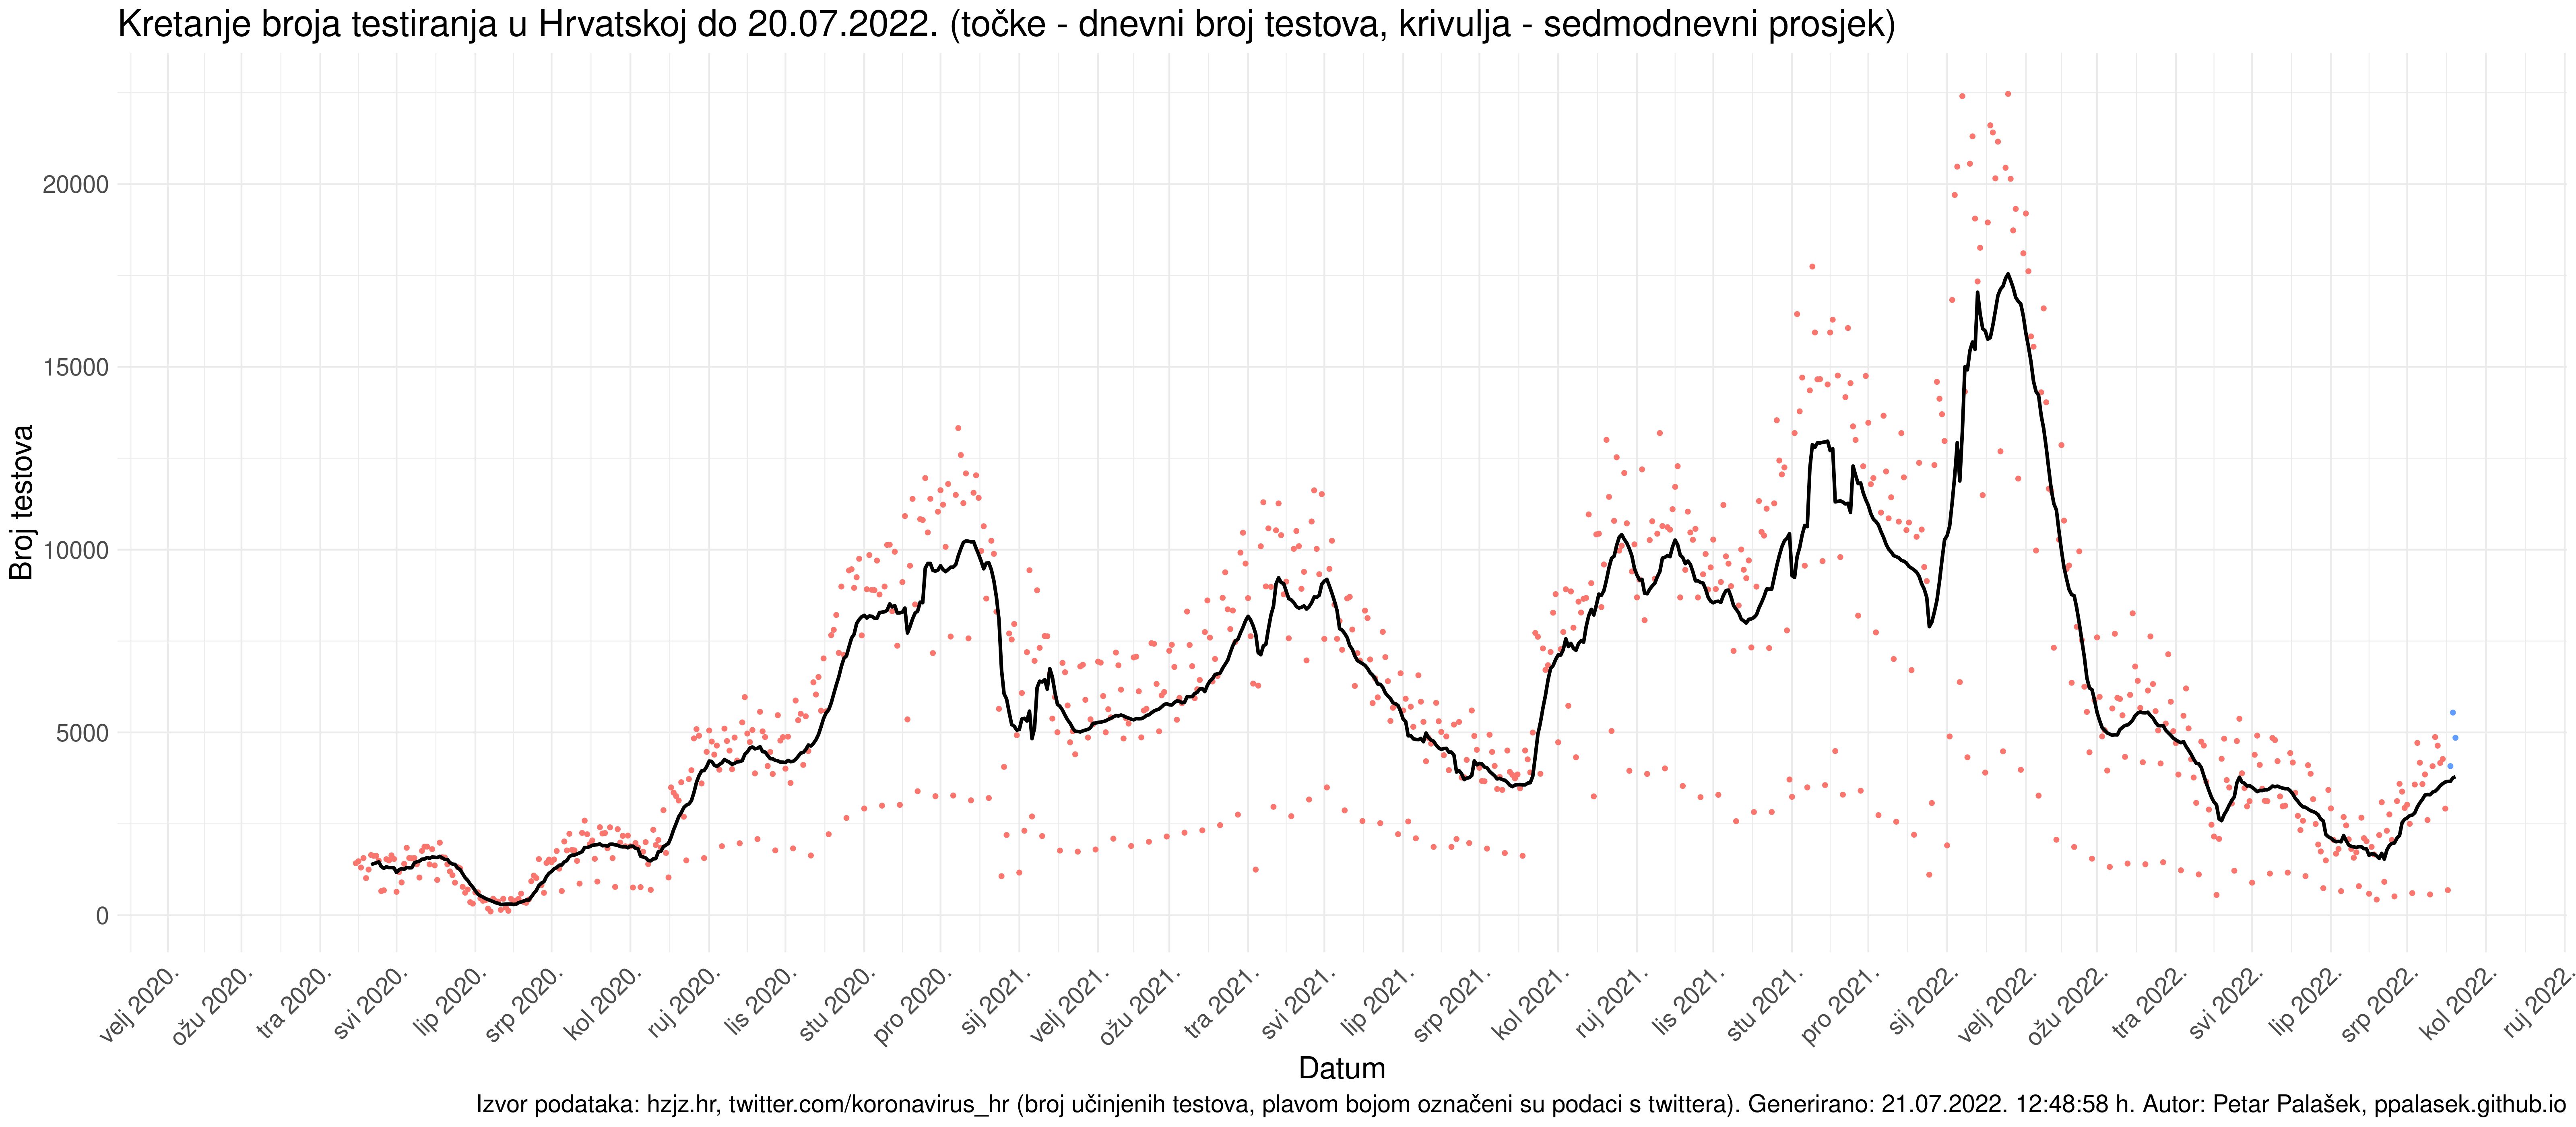 Kretanje broja testiranja u Hrvatskoj do 20.07.2022. (točke - dnevni broj testova, krivulja - sedmodnevni prosjek)
Broj testova
20000
15000
10000
5000
0
velj 2020.
ožu 2020.
tra 2020.
svi 2020.
lip 2020.
srp 2020.
kol 2020.
ruj 2020.
lis 2020.
stu 2020.
pro 2020.
sij 2021.
velj 2021.
ožu 2021.
tra 2021.
svi 2021.
lip 2021.
srp 2021.
kol 2021.
ruj 2021.
lis 2021.
stu 2021.
pro 2021.
sij 2022.
velj 2022.
ožu 2022.
tra 2022.
svi 2022.
lip 2022.
srp 2022.
kol 2022.
ruj 2022.
Datum
Izvor podataka: hzjz.hr, twitter.com/koronavirus_hr (broj učinjenih testova, plavom bojom označeni su podaci s twittera). Generirano: 21.07.2022. 12:48:58 h. Autor: Petar Palašek, ppalasek.github.io